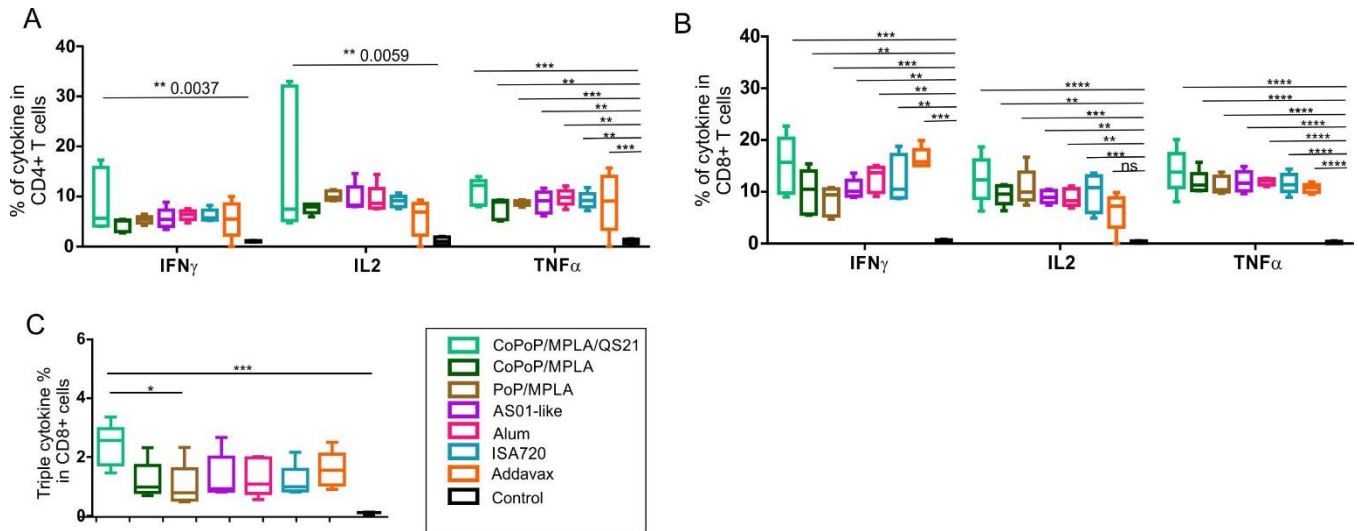 A
% of cytokine in
CD4+ T cells
40
30
20
10
0
** 0.0037
** 0.0059
***
**
***
**
**
**
***
IFNγ
IL2
TNFα
B
% of cytokine in
CD8+ T cells
40
30
20
10
0
***
**
***
**
**
**
***
****
**
***
**
**
***
ns
****
****
****
****
****
****
****
IFNγ
IL2
TNFα
C
Triple cytokine %
in CD8+ cells
6
4
2
0
***
*
CoPoP/MPLA/QS21
CoPoP/MPLA
PoP/MPLA
AS01-like
Alum
ISA720
Addavax
Control